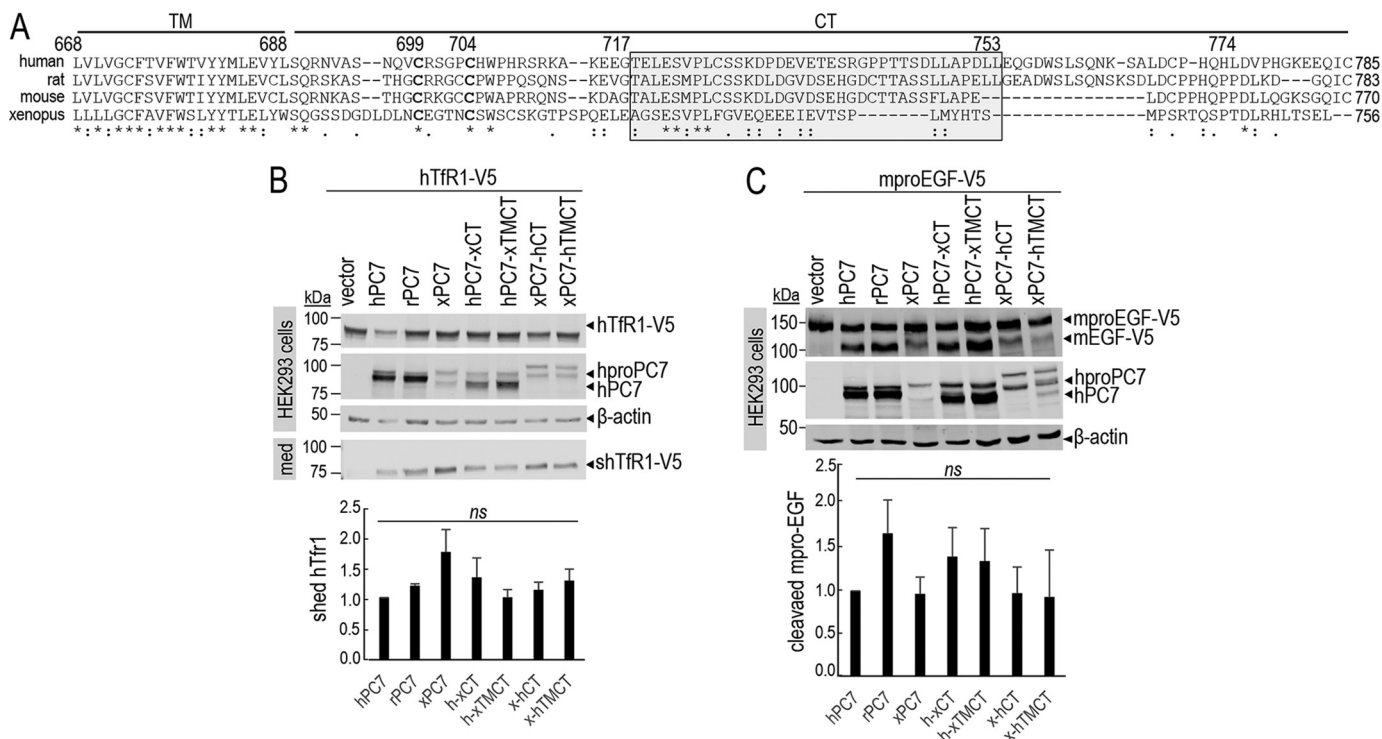 A
TM CT
668 688 699 704 717 753 774
human LVLVGCFTVFWTVYYMLEVYLSQRNVAS--NQVCRSGPCHWPHRSRKA-KEEGTELESVPLCSSKDPDEVETESRGPPTTSDLLAPDLLEQGDWSLSQNK-SALDCP-HQHLDVPHGKEEQIC 785
rat LVLVGCFSVFWTIYYMLEVCLSQRNKAS--THGCRRGCCPWPPRRQNS-KEVGTALESMPLCSSKDLDEVDSEHGDCTTASSLLAPELLGEADWSLSQNSKSDLDCPPHQPPDLKD---GQIC 783
mouse LVLVGCFSVFWTIYYMLEVCLSQRNKAS--THGCRKGCCPWAPRRQNS-KDAGTALESMPLCSSKDLDGVDSEHGDCTTASSFLAPE--------------LDCPPHQPPDLLQGKSGQIC 770
xenopus LLLLGCFAVFWSLYYTLELYWSQGSSDGDLDLNCEGTNCSWSCSKGTPSPQELEAGSESVPLFGVEQEEEIEVTSP-------LMYHTS-------------MPSRTQSPTDLRHLTSEL-- 756
B
hTfR1-V5
vector hPC7 rPC7 xPC7 hPC7-xCT hPC7-xTMCT xPC7-hCT xPC7-hTMCT
kDa
HEK293 cells
100
75
hTfR1-V5
100
75
hproPC7
hPC7
50
β-actin
med
100
75
shTfR1-V5
ns
shed hTfr1
2.5
2.0
1.5
1.0
0.5
0.0
hPC7 rPC7 xPC7 h-xCT h-xTMCT x-hCT x-hTMCT
C
mproEGF-V5
vector hPC7 rPC7 xPC7 hPC7-xCT hPC7-xTMCT xPC7-hCT xPC7-hTMCT
kDa
HEK293 cells
150
100
mproEGF-V5
mEGF-V5
100
hproPC7
hPC7
50
β-actin
ns
cleavaed mpro-EGF
2.5
2.0
1.5
1.0
0.5
0.0
hPC7 rPC7 xPC7 h-xCT h-xTMCT x-hCT x-hTMCT